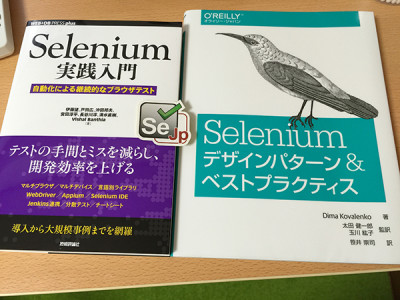 WEB+DB PRESS plus
Selenium
実践入門
自動化による継続的なブラウザテスト
伊藤望、戸田広、沖田邦夫、
宮田淳平、長谷川淳、清水直樹、
Vishal Banthia
[著]
テストの手間とミスを減らし、
開発効率を上げる
マルチブラウザ/マルチデバイス/言語別ライブラリ
WebDriver/Appium/Selenium IDE
Jenkins連携/分散テスト/チートシート
導入から大規模事例までを網羅
技術評論社
Se
Jp
O'REILLY
オライリー・ジャパン
Selenium
デザインパターン&
ベストプラクティス
Dima Kovalenko 著
太田 健一郎
玉川 紘子 監訳
笹井 崇司 訳